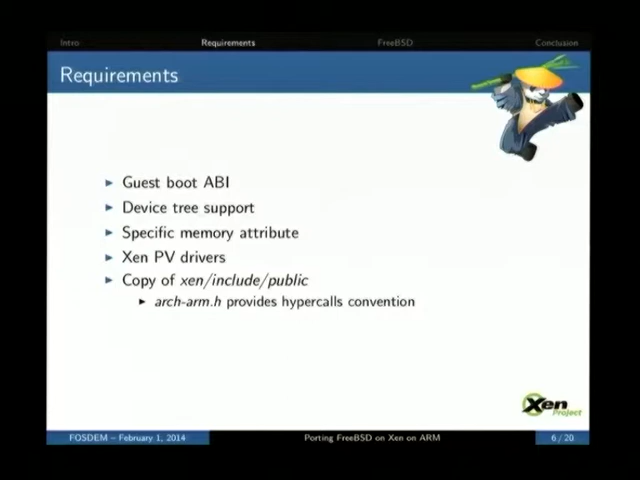 Intro Requirements FreeBSD Conclusion
Requirements
Guest boot ABI
Device tree support
Specific memory attribute
Xen PV drivers
Copy of xen/include/public
arch-arm.h provides hypercalls convention
Xen
Project
FOSDEM – February 1, 2014 Porting FreeBSD on Xen on ARM 6 / 20